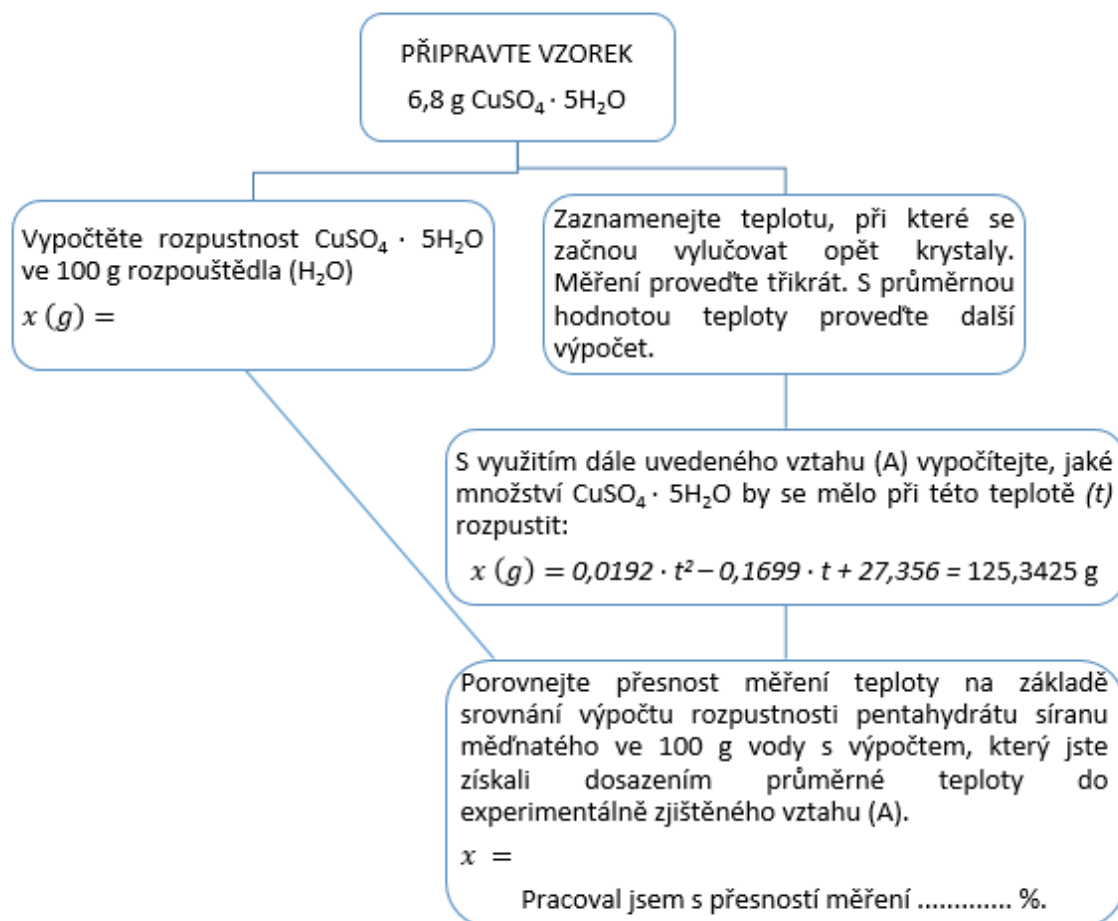 PŘIPRAVTE VZOREK
6,8 g CuSO₄ · 5H₂O
Vypočtěte rozpustnost CuSO₄ · 5H₂O
ve 100 g rozpouštědla (H₂O)
x (g) =
Zaznamenejte teplotu, při které se
začnou vylučovat opět krystaly.
Měření proveďte třikrát. S průměrnou
hodnotou teploty proveďte další
výpočet.
S využitím dále uvedeného vztahu (A) vypočítejte, jaké
množství CuSO₄ · 5H₂O by se mělo při této teplotě (t)
rozpustit:
x (g) = 0,0192 · t² – 0,1699 · t + 27,356 = 125,3425 g
Porovnejte přesnost měření teploty na základě
srovnání výpočtu rozpustnosti pentahydrátu síranu
měďnatého ve 100 g vody s výpočtem, který jste
získali dosazením průměrné teploty do
experimentálně zjištěného vztahu (A).
x =
Pracoval jsem s přesností měření ............. %.